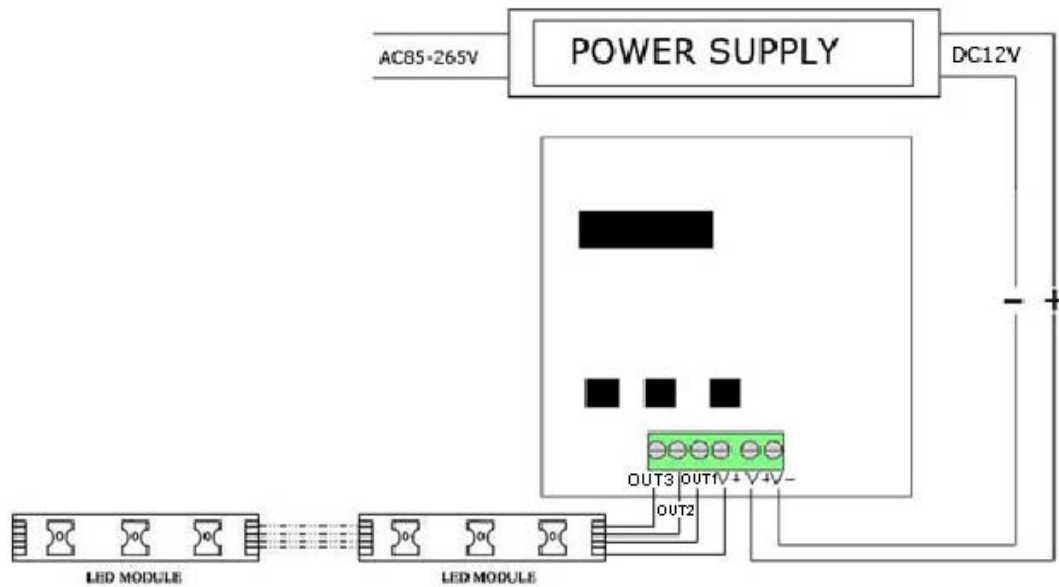 POWER SUPPLY
AC85-265V
DC12V
- +
OUT3 OUT1 V+ V+ V-
OUT2
LED MODULE
LED MODULE